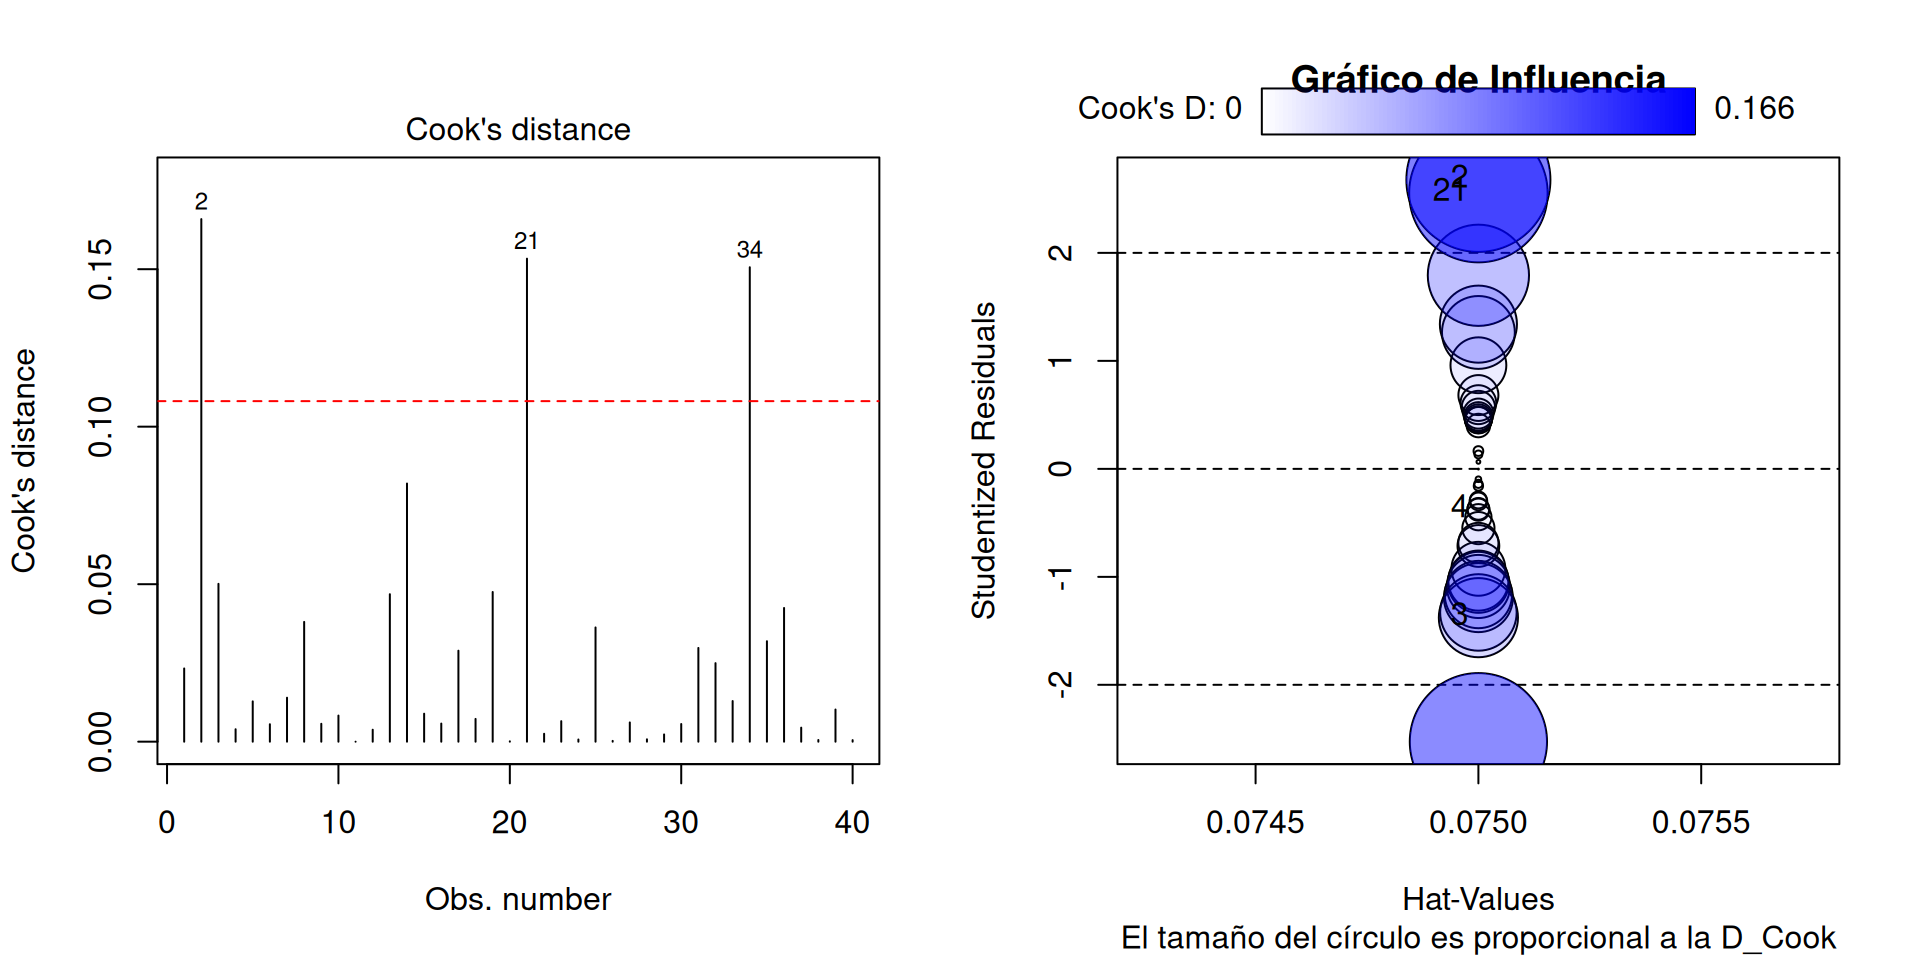 Cook's distance
2
21
34
0.15
0.10
0.05
0.00
Cook's distance
0 10 20 30 40
Obs. number
Gráfico de Influencia
Cook's D: 0 0.166
2
21
4
3
2
1
0
-1
-2
Studentized Residuals
0.0745 0.0750 0.0755
Hat-Values
El tamaño del círculo es proporcional a la D_Cook